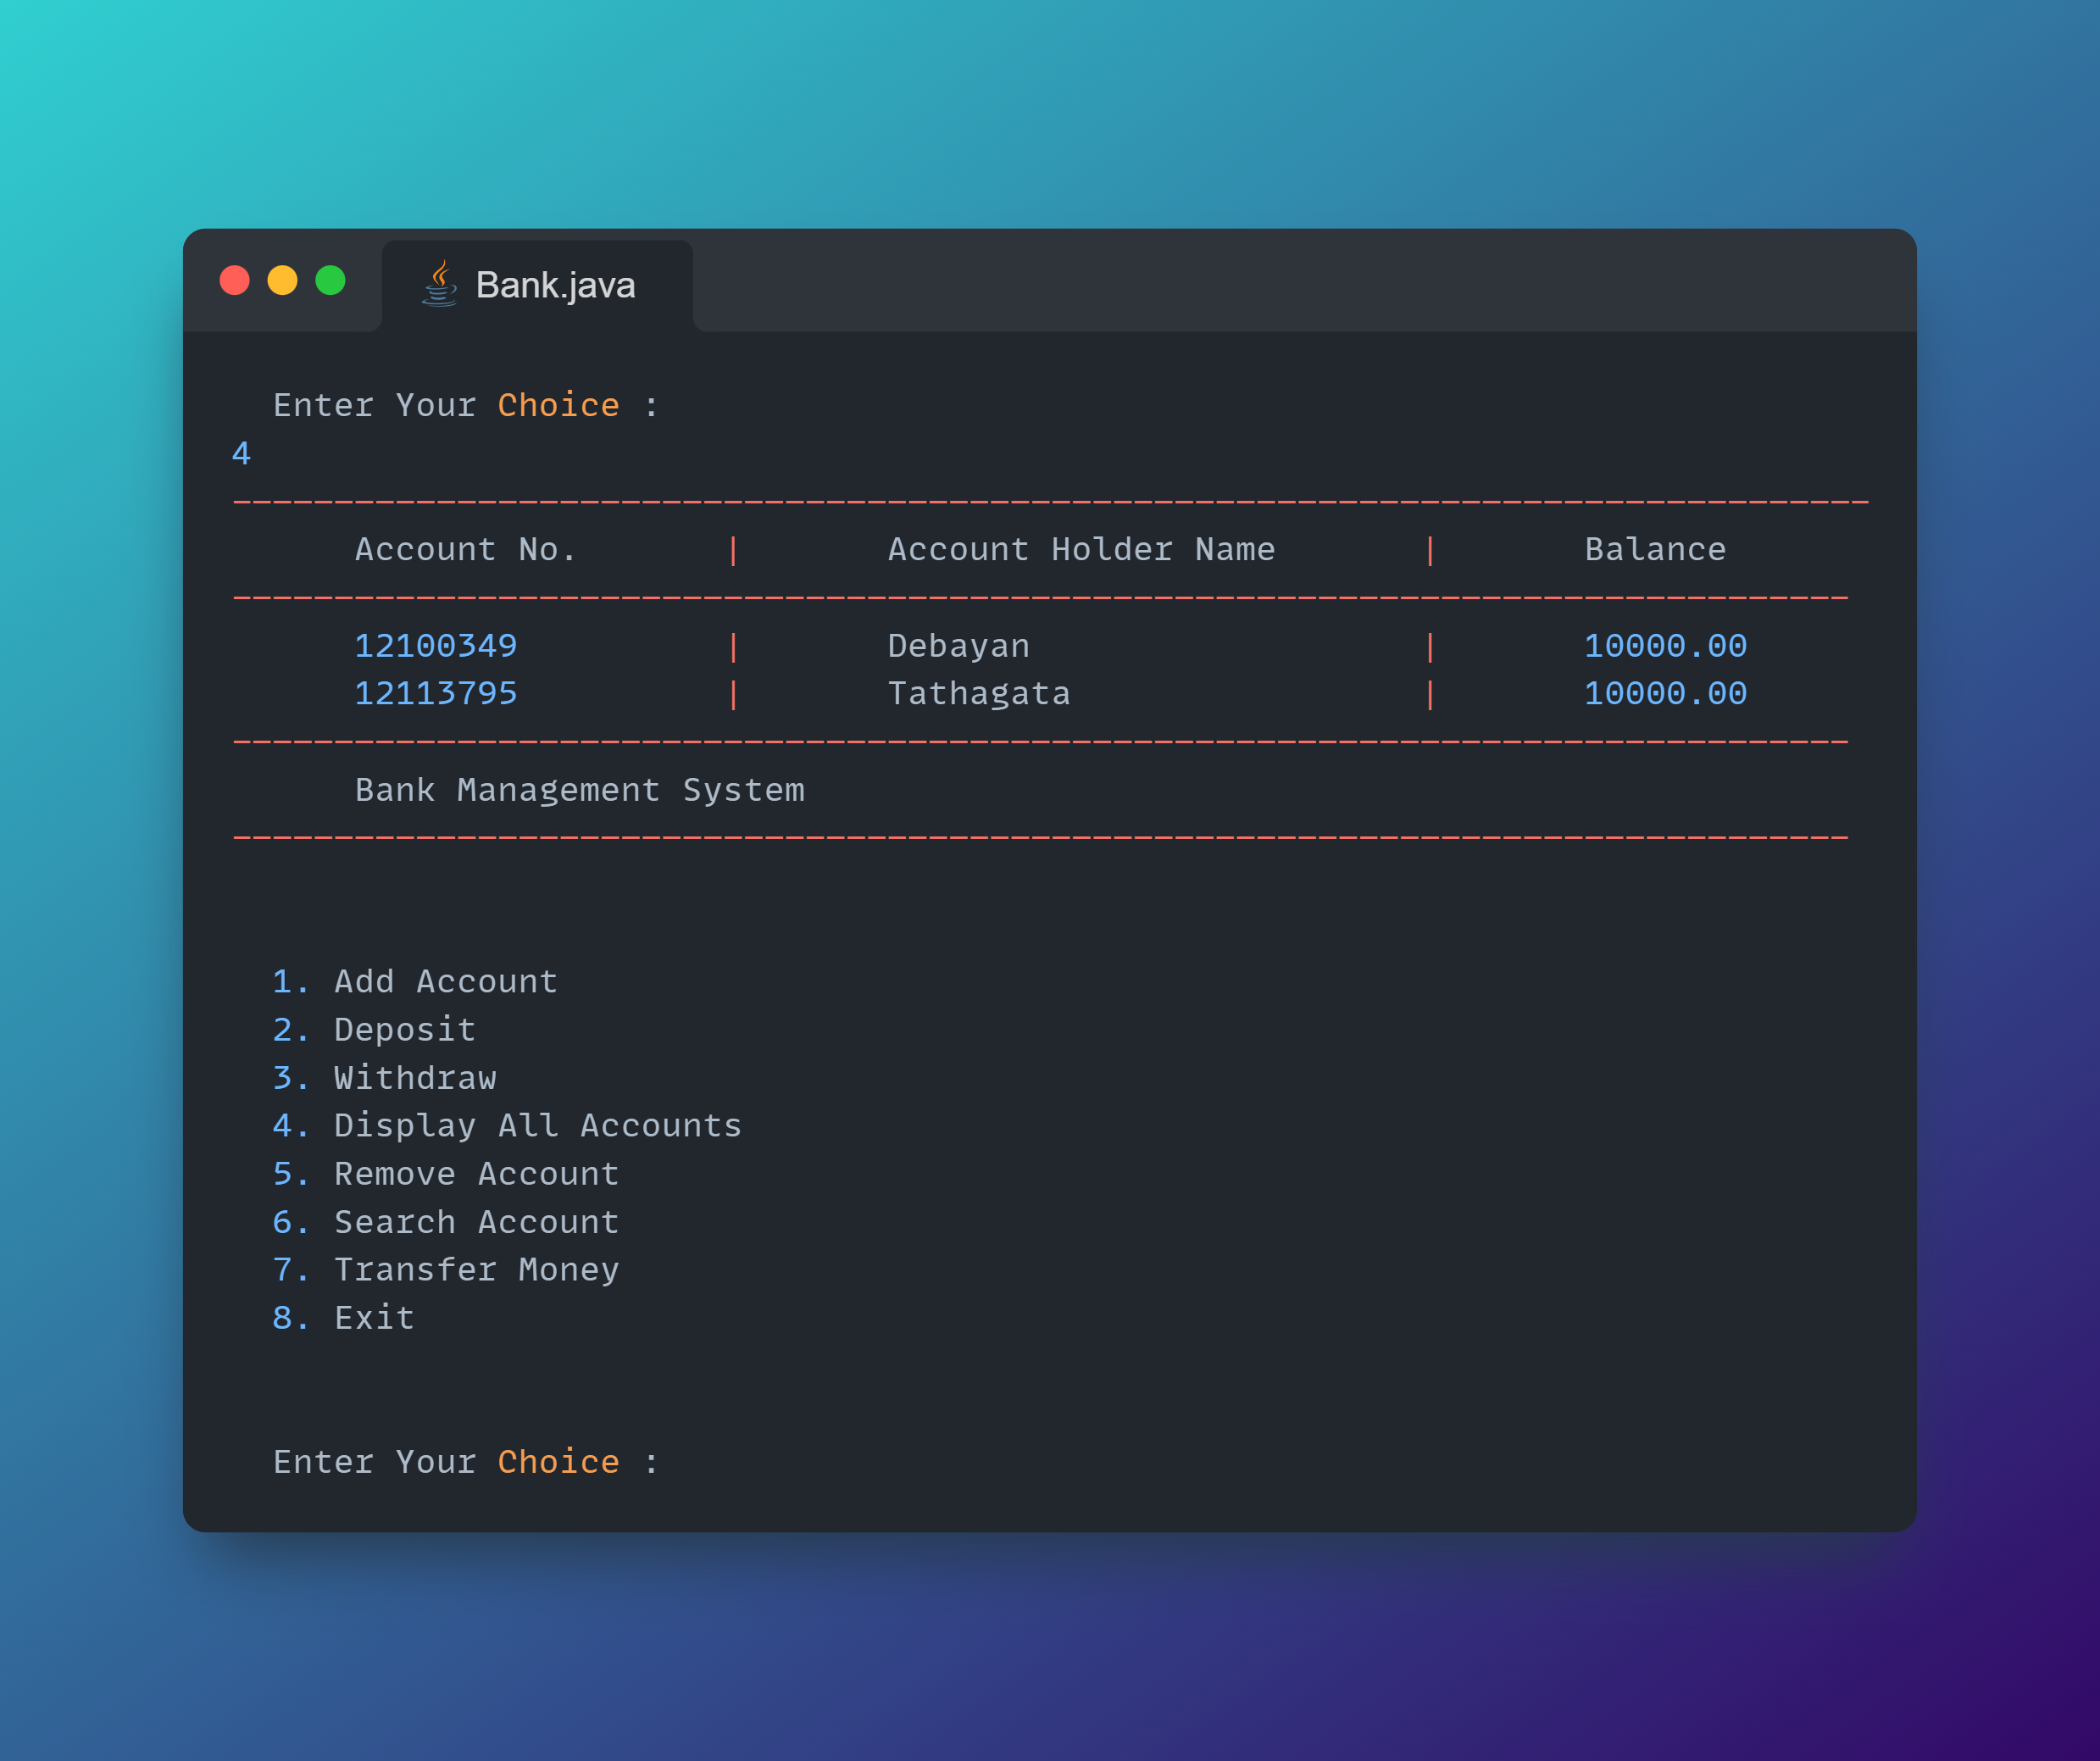 Bank.java
Enter Your Choice :
4
--------------------------------------------------------------------------------
Account No. | Account Holder Name | Balance
-------------------------------------------------------------------------------
12100349 | Debayan | 10000.00
12113795 | Tathagata | 10000.00
-------------------------------------------------------------------------------
Bank Management System
-------------------------------------------------------------------------------
1. Add Account
2. Deposit
3. Withdraw
4. Display All Accounts
5. Remove Account
6. Search Account
7. Transfer Money
8. Exit
Enter Your Choice :